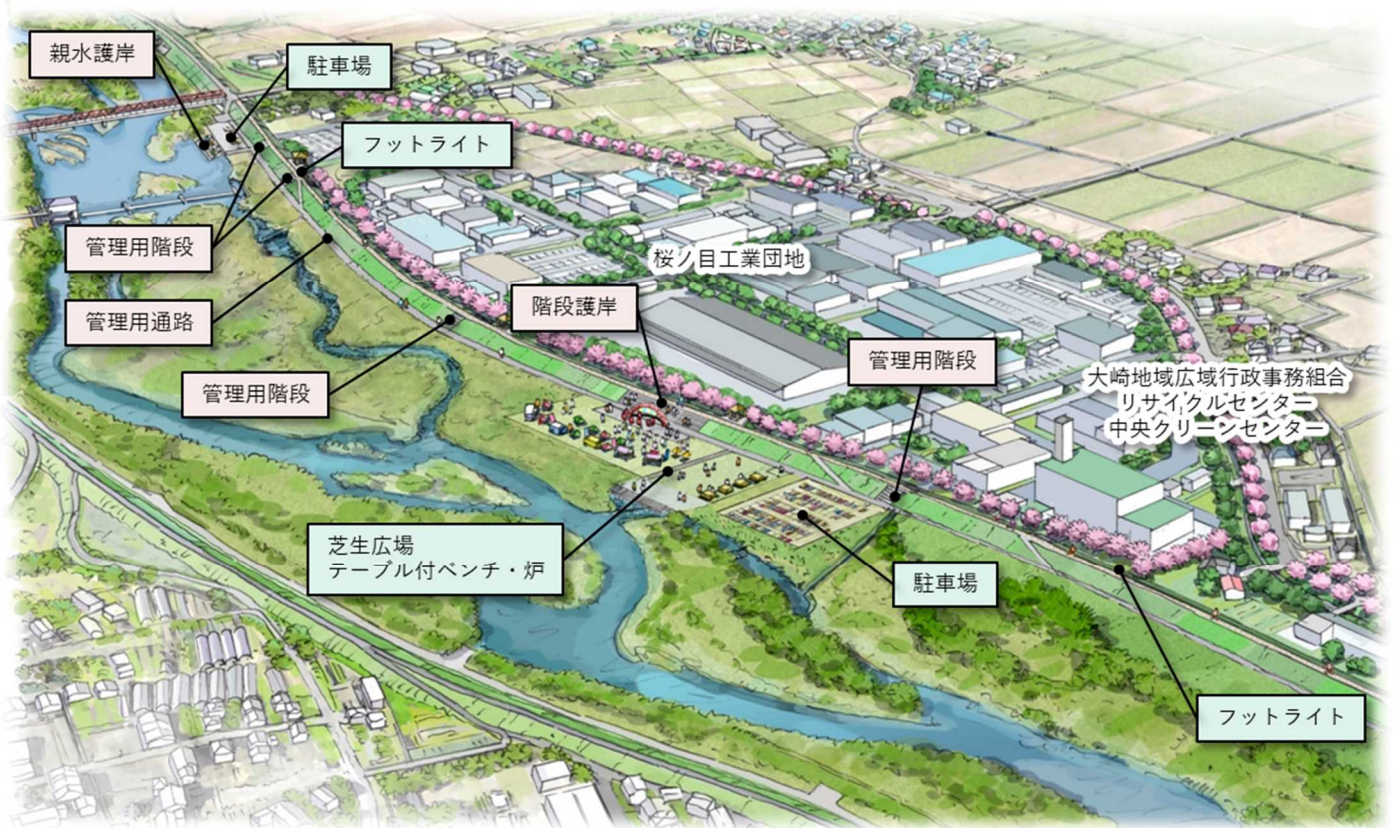 親水護岸
駐車場
フットライト
管理用階段
桜ノ目工業団地
階段護岸
管理用通路
管理用階段
管理用階段
大崎地域広域行政事務組合
リサイクルセンター
中央クリーンセンター
芝生広場
テーブル付ベンチ・炉
駐車場
フットライト